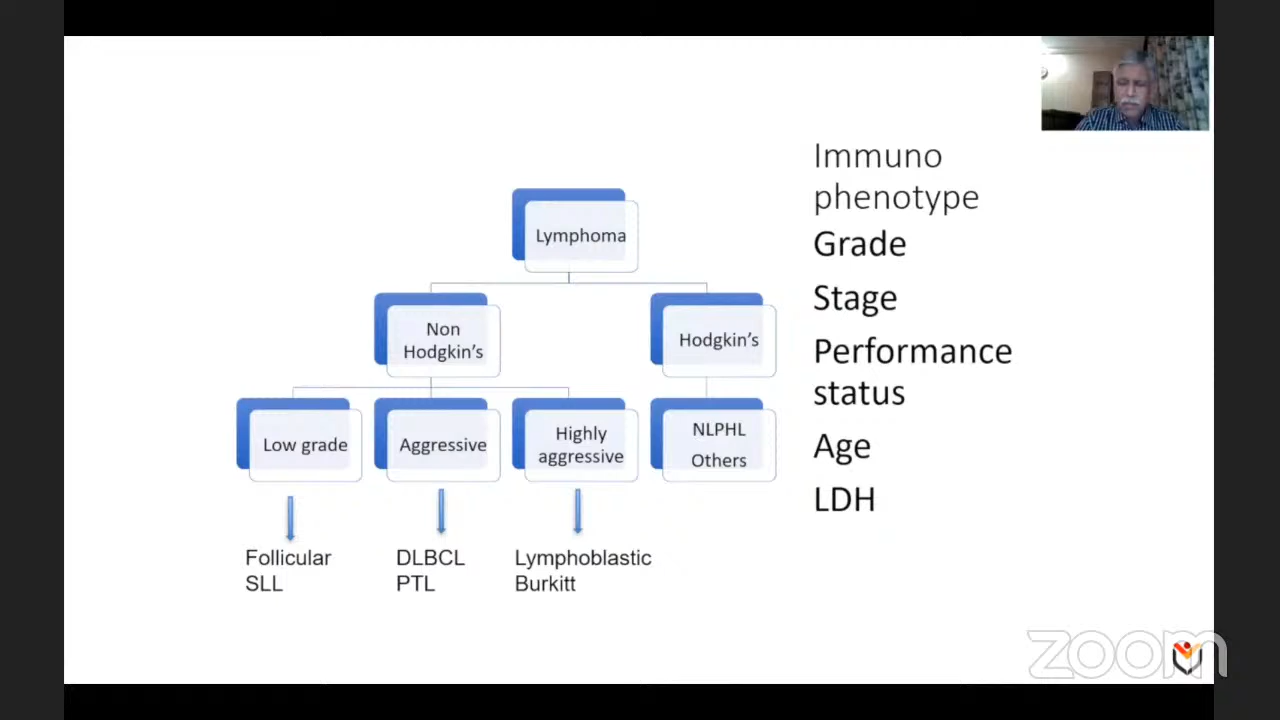 Lymphoma
Non
Hodgkin's
Hodgkin's
Low grade
Aggressive
Highly
aggressive
NLPHL
Others
Follicular
SLL
DLBCL
PTL
Lymphoblastic
Burkitt
Immuno
phenotype
Grade
Stage
Performance
status
Age
LDH
zoom